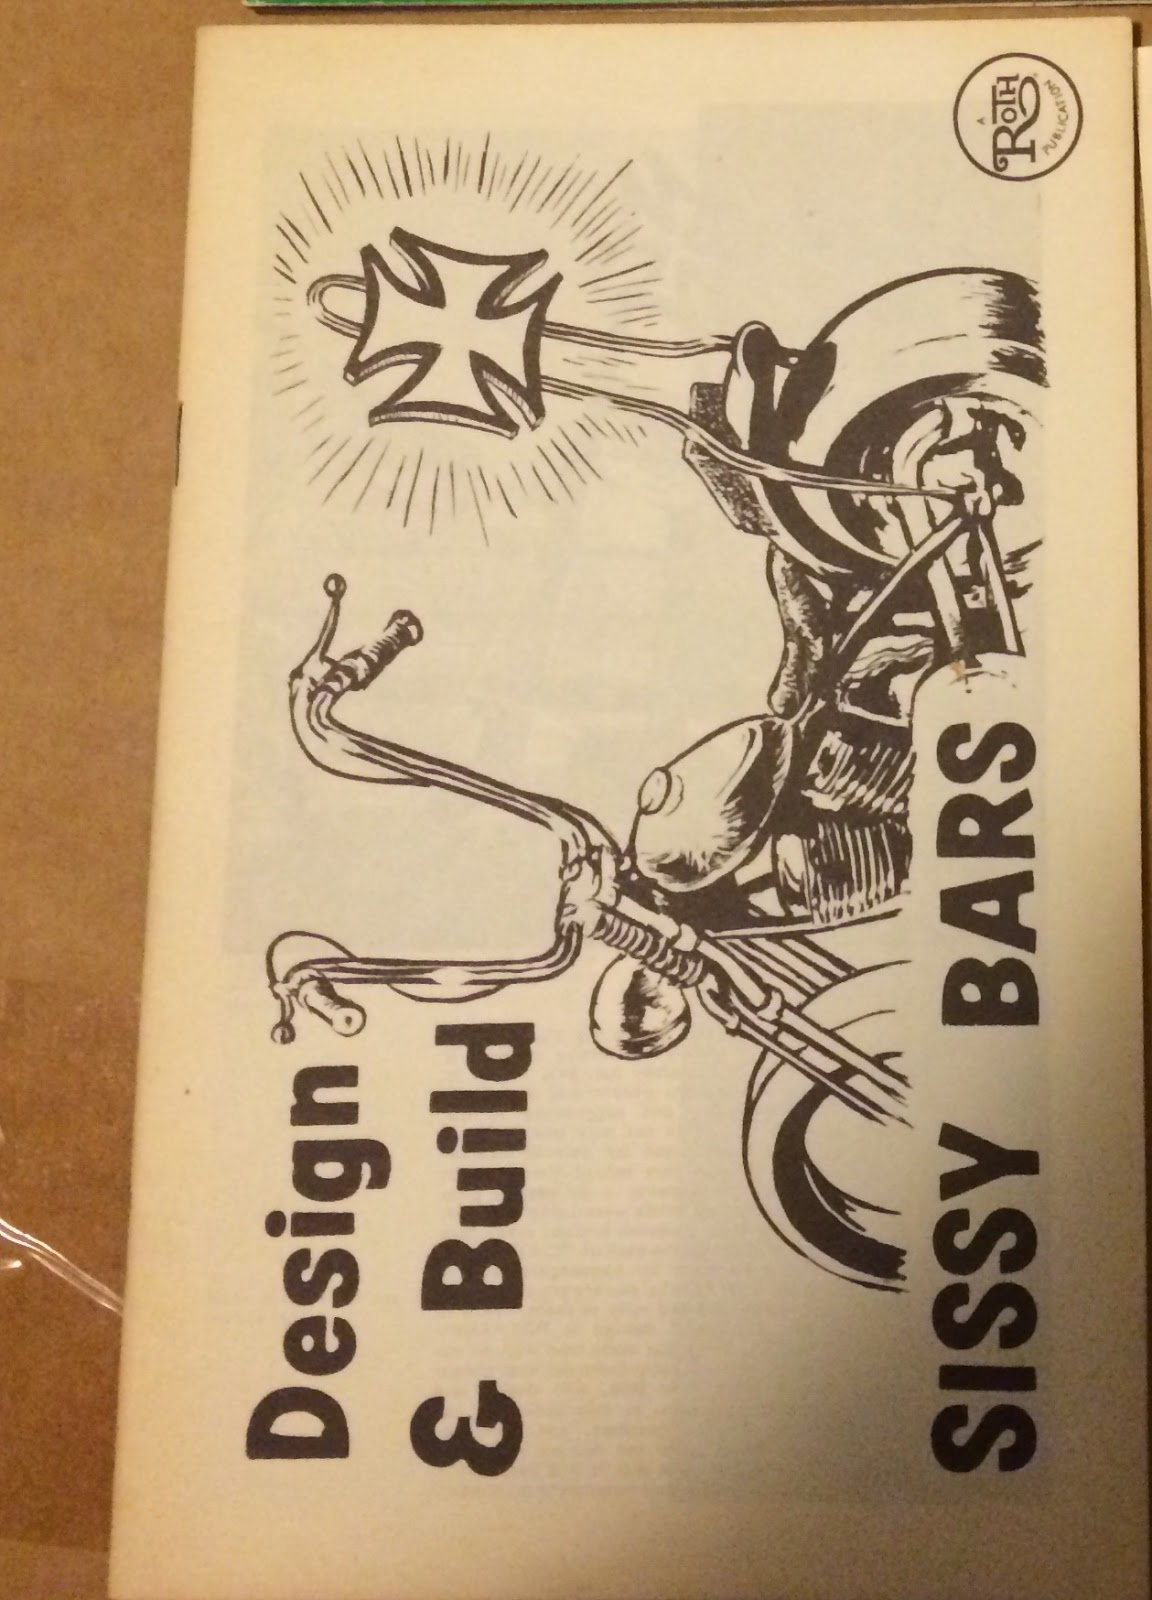 Design
& Build
SISSY BARS
A
ROTH
PUBLICATION